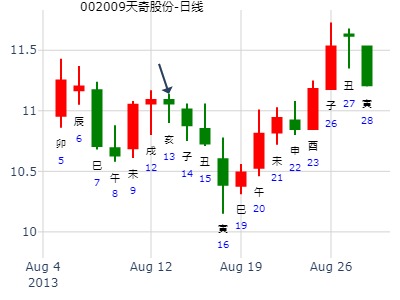 002009天奇股份-日线
11.5
11
10.5
10
卯
5
辰
6
巳
7
午
8
未
9
戌
12
亥
13
子
14
丑
15
寅
16
巳
19
午
20
未
21
申
22
酉
23
子
26
丑
27
寅
28
Aug 4
2013
Aug 12
Aug 19
Aug 26